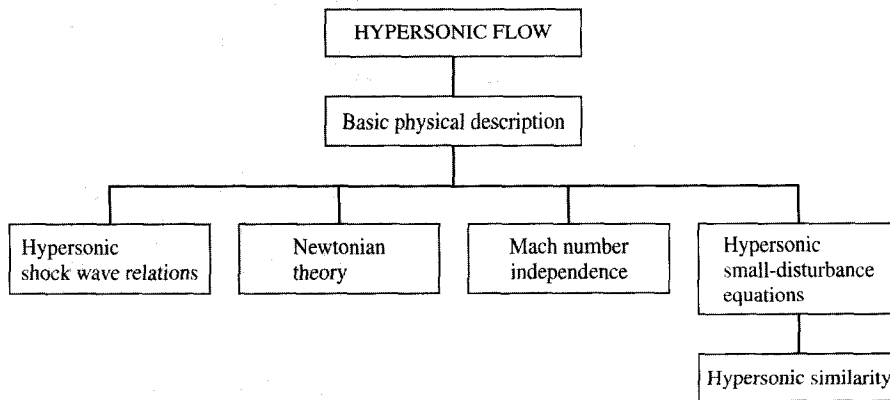 HYPERSONIC FLOW
Basic physical description
Hypersonic
shock wave relations
Newtonian
theory
Mach number
independence
Hypersonic
small-disturbance
equations
Hypersonic similarity